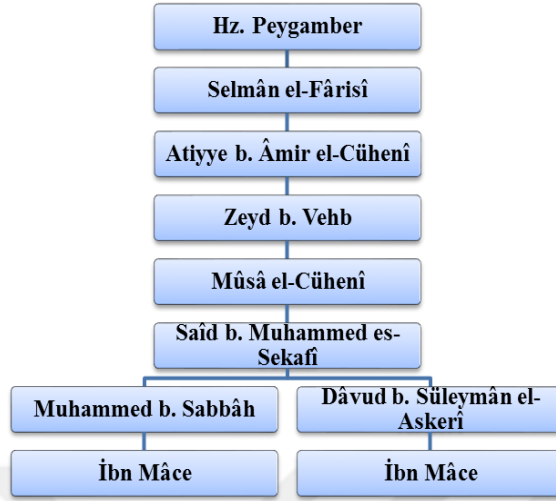 Hz. Peygamber
Selmân el-Fârisî
Atiyye b. Âmir el-Cühenî
Zeyd b. Vehb
Mûsâ el-Cühenî
Saîd b. Muhammed es-
Sekafî
Muhammed b. Sabbâh
Dâvud b. Süleymân el-
Askerî
İbn Mâce
İbn Mâce